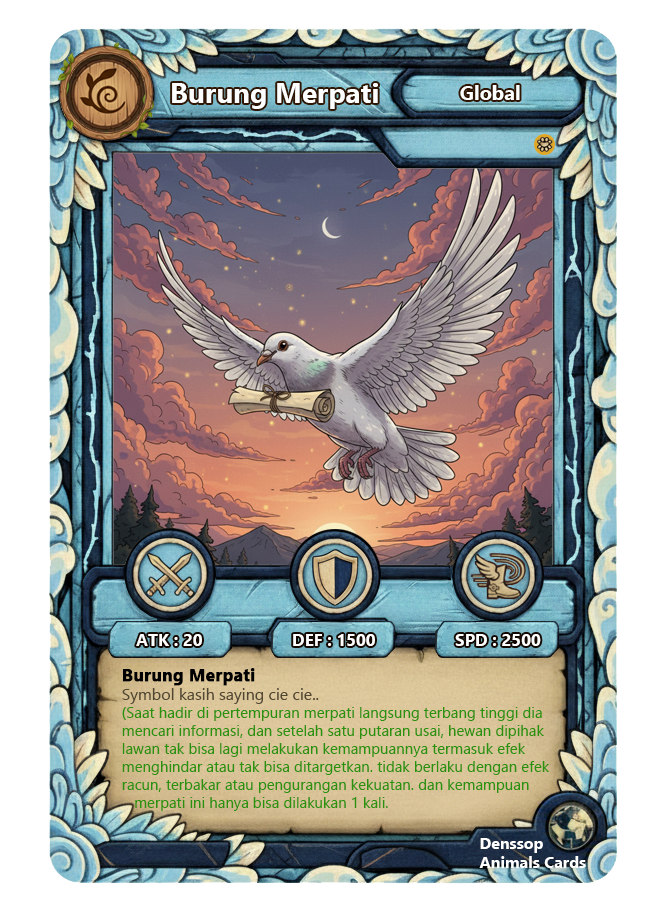 Burung Merpati
Global
ATK : 20
DEF : 1500
SPD : 2500
Burung Merpati
Symbol kasih saying cie cie..
(Saat hadir di pertempuran merpati langsung terbang tinggi dia
mencari informasi, dan setelah satu putaran usai, hewan dipihak
lawan tak bisa lagi melakukan kemampuannya termasuk efek
menghindar atau tak bisa ditargetkan. tidak berlaku dengan efek
racun, terbakar atau pengurangan kekuatan. dan kemampuan
merpati ini hanya bisa dilakukan 1 kali.
Denssop
Animals Cards